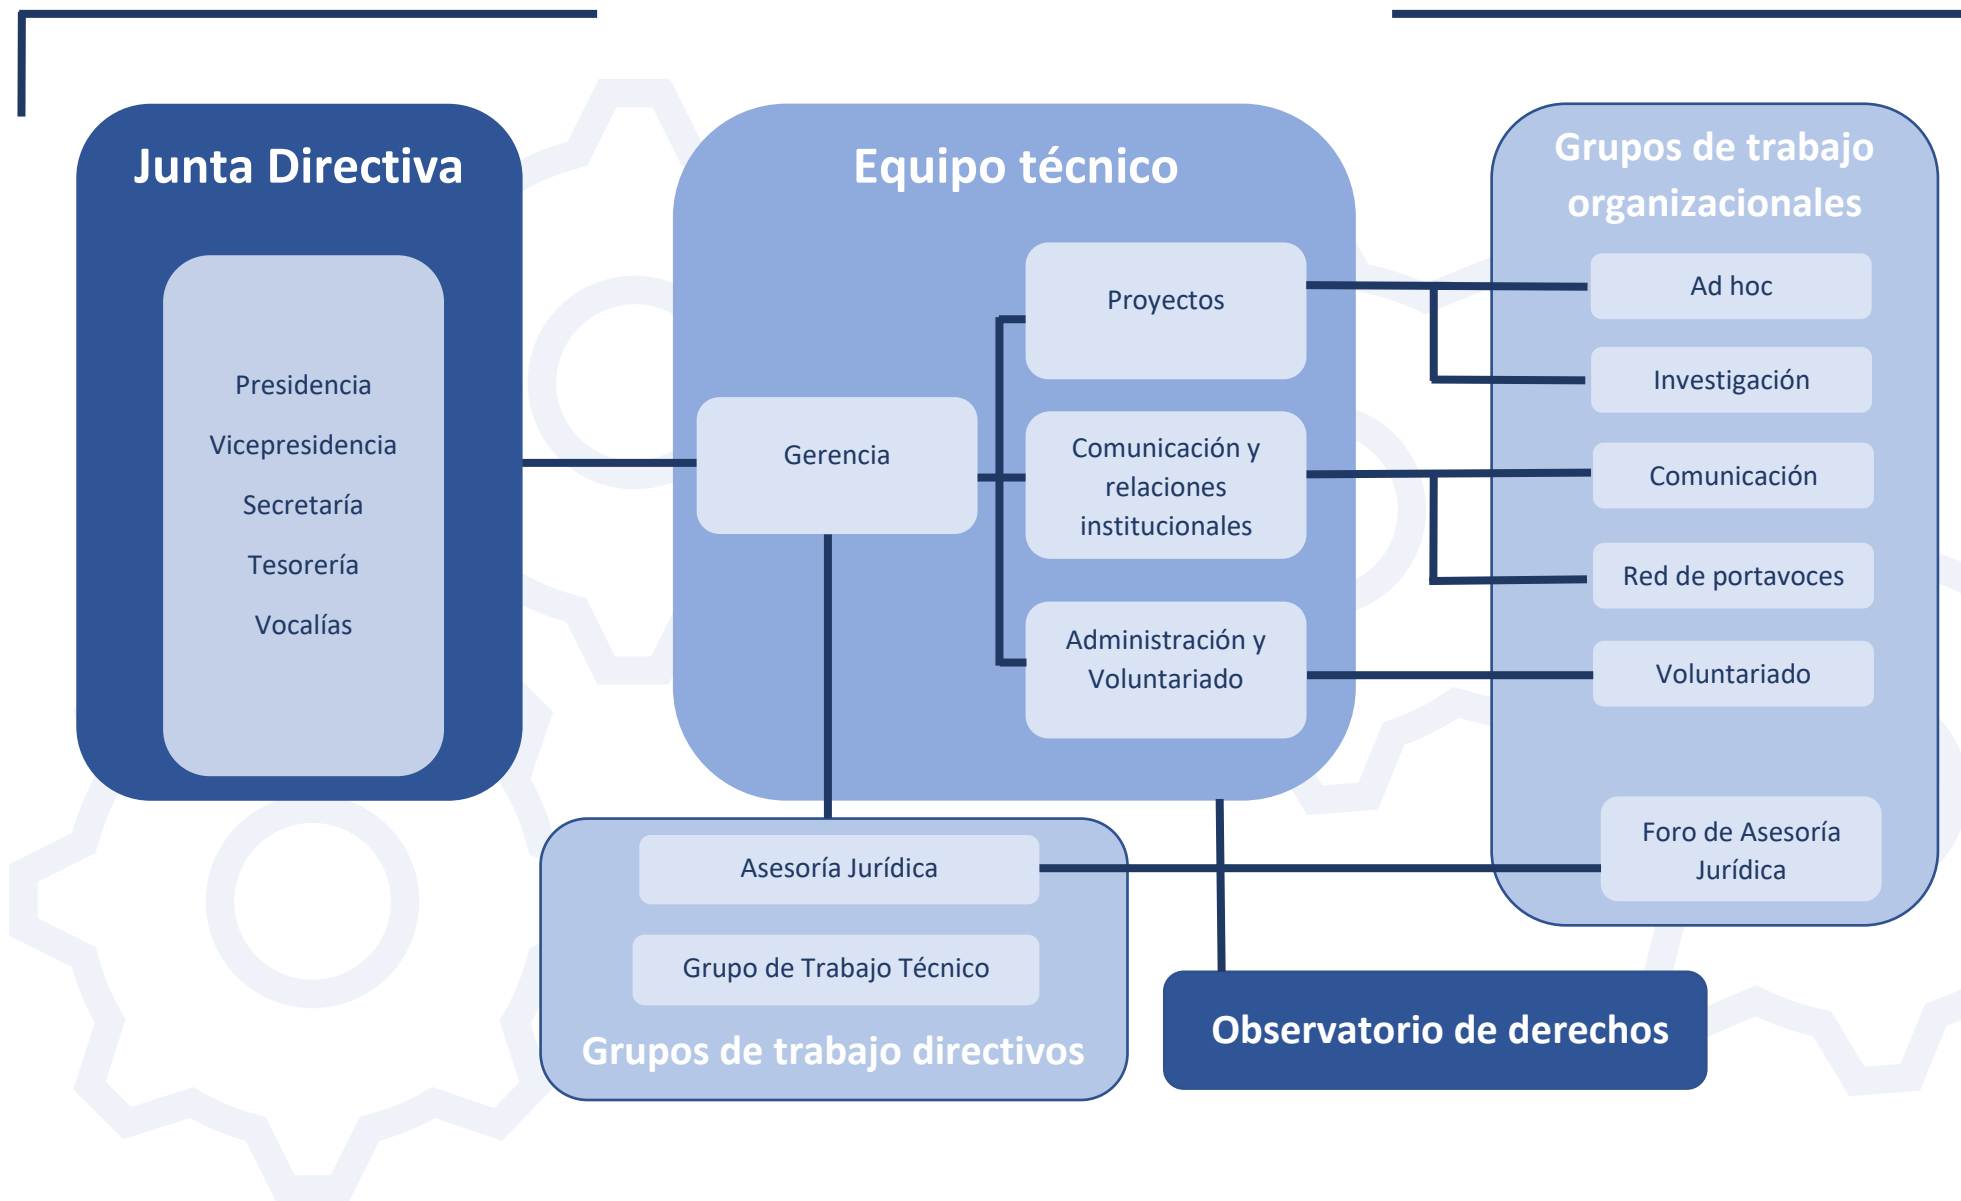 Junta Directiva
Presidencia
Vicepresidencia
Secretaría
Tesorería
Vocalías
Equipo técnico
Gerencia
Proyectos
Comunicación y
relaciones
institucionales
Administración y
Voluntariado
Grupos de trabajo
organizacionales
Ad hoc
Investigación
Comunicación
Red de portavoces
Voluntariado
Foro de Asesoría
Jurídica
Asesoría Jurídica
Grupo de Trabajo Técnico
Grupos de trabajo directivos
Observatorio de derechos